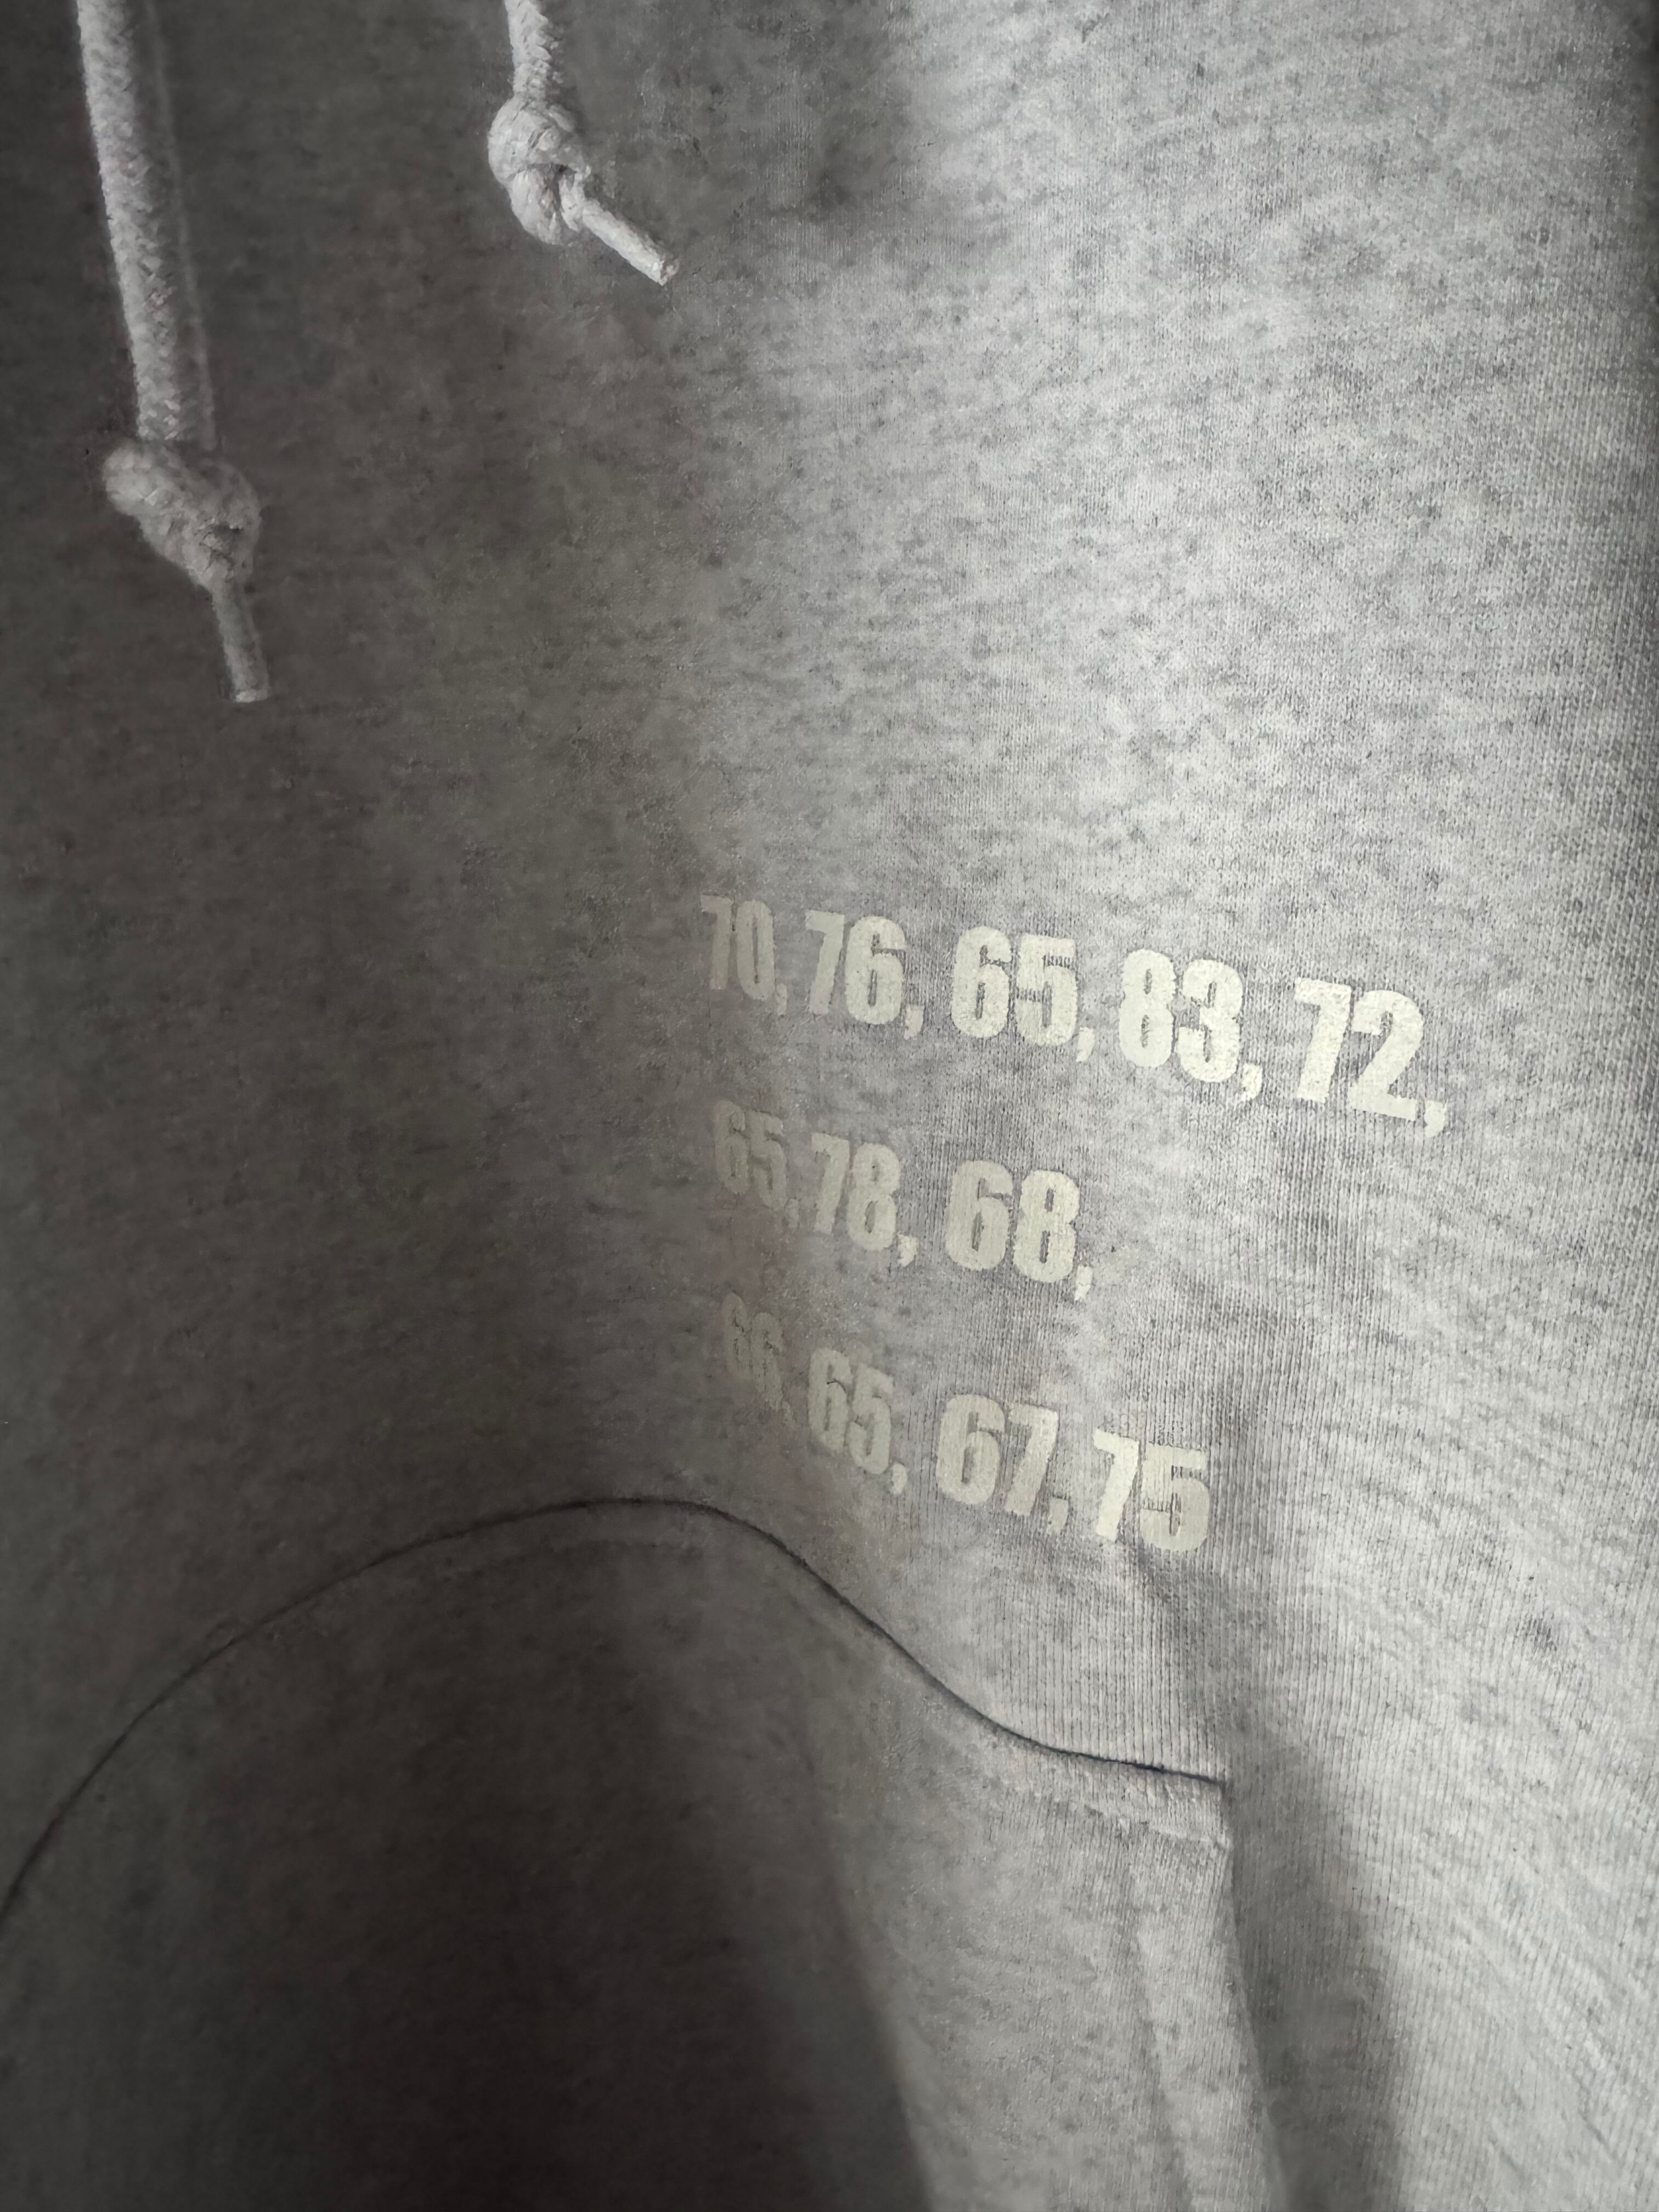 70, 76, 65, 83, 72,
65, 78, 68,
66, 65, 67, 75